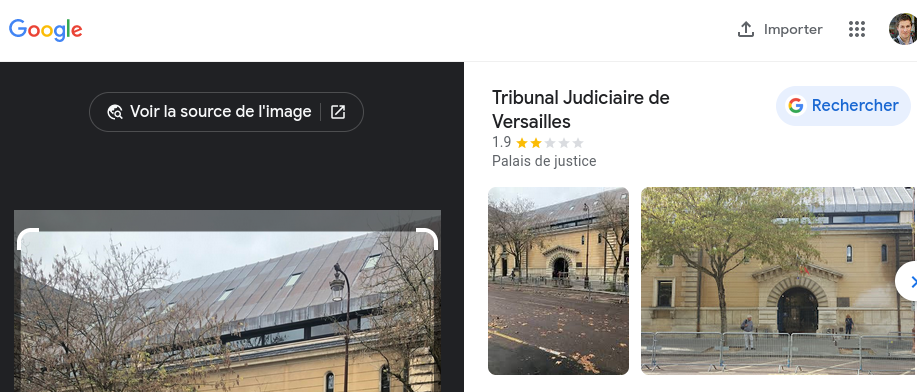 Google
Importer
Voir la source de l'image
Tribunal Judiciaire de
Versailles
Rechercher
1.9
Palais de justice